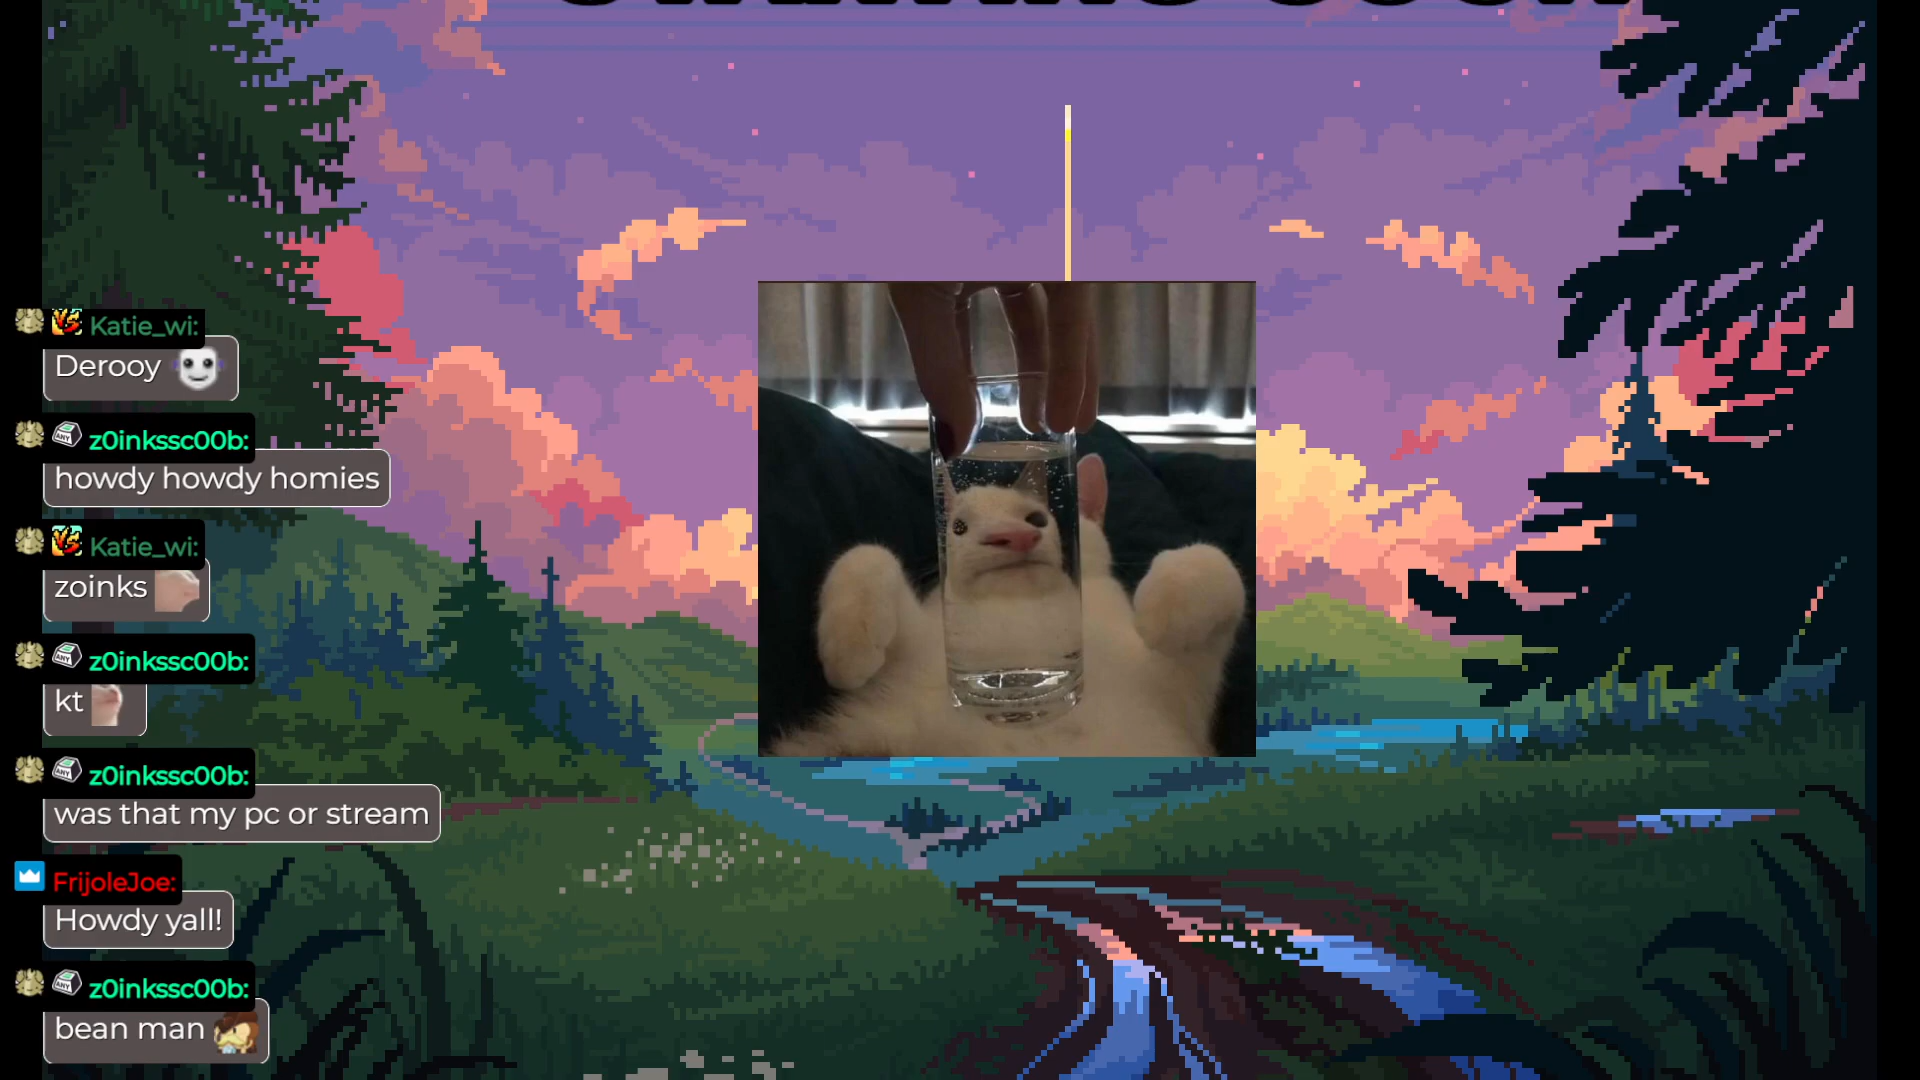 Katie_wi:
Derooy
z0inkssc00b:
howdy howdy homies
Katie_wi:
zoinks
z0inkssc00b:
kt
z0inkssc00b:
was that my pc or stream
FrijoleJoe:
Howdy yall!
z0inkssc00b:
bean man